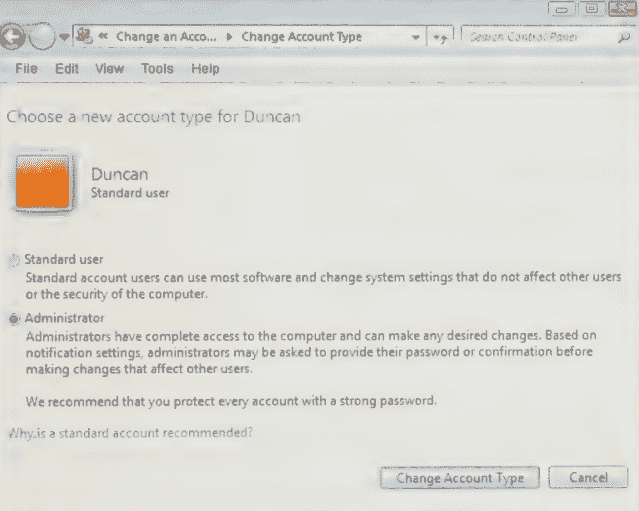 « Change an Acco... ▸ Change Account Type Search Control Panel
File Edit View Tools Help
Choose a new account type for Duncan
Duncan
Standard user
Standard user
Standard account users can use most software and change system settings that do not affect other users
or the security of the computer.
Administrator
Administrators have complete access to the computer and can make any desired changes. Based on
notification settings, administrators may be asked to provide their password or confirmation before
making changes that affect other users.
We recommend that you protect every account with a strong password.
Why is a standard account recommended?
Change Account Type Cancel